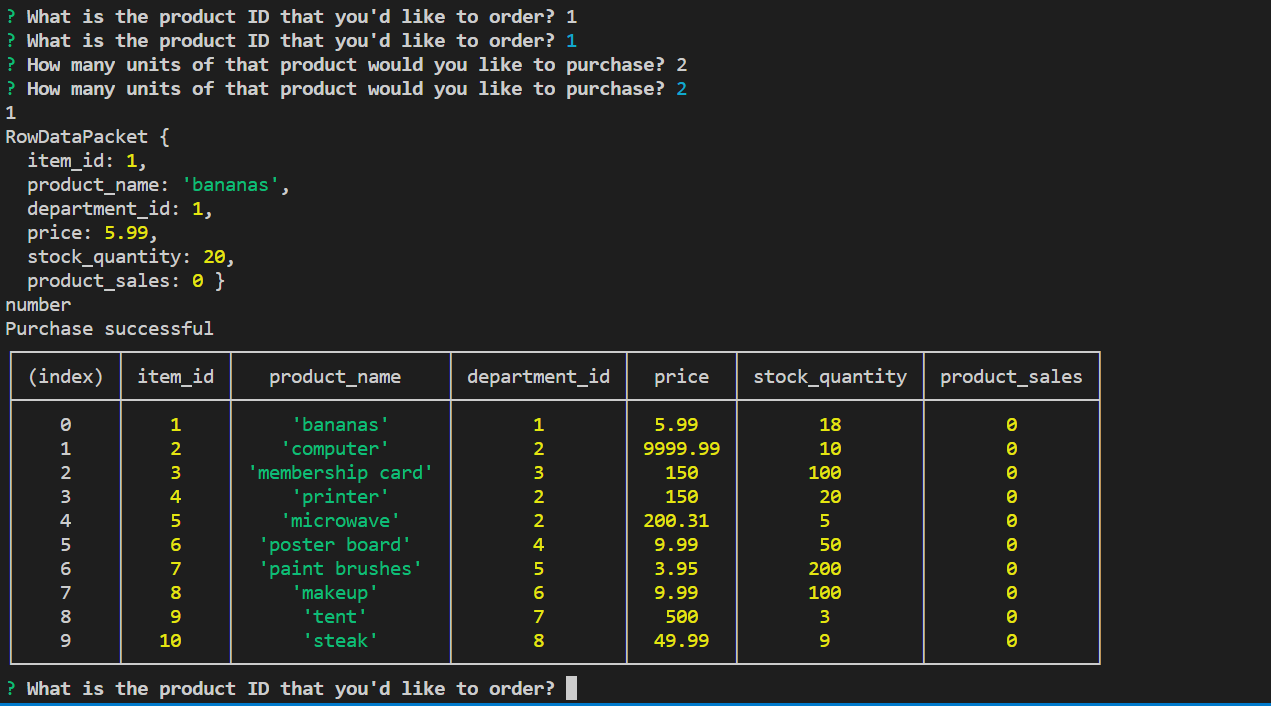 ? What is the product ID that you'd like to order? 1
? What is the product ID that you'd like to order? 1
? How many units of that product would you like to purchase? 2
? How many units of that product would you like to purchase? 2
1
RowDataPacket {
  item_id: 1,
  product_name: 'bananas',
  department_id: 1,
  price: 5.99,
  stock_quantity: 20,
  product_sales: 0 }
number
Purchase successful
(index) item_id product_name department_id price stock_quantity product_sales
0 1 'bananas' 1 5.99 18 0
1 2 'computer' 2 9999.99 10 0
2 3 'membership card' 3 150 100 0
3 4 'printer' 2 150 20 0
4 5 'microwave' 2 200.31 5 0
5 6 'poster board' 4 9.99 50 0
6 7 'paint brushes' 5 3.95 200 0
7 8 'makeup' 6 9.99 100 0
8 9 'tent' 7 500 3 0
9 10 'steak' 8 49.99 9 0
? What is the product ID that you'd like to order?